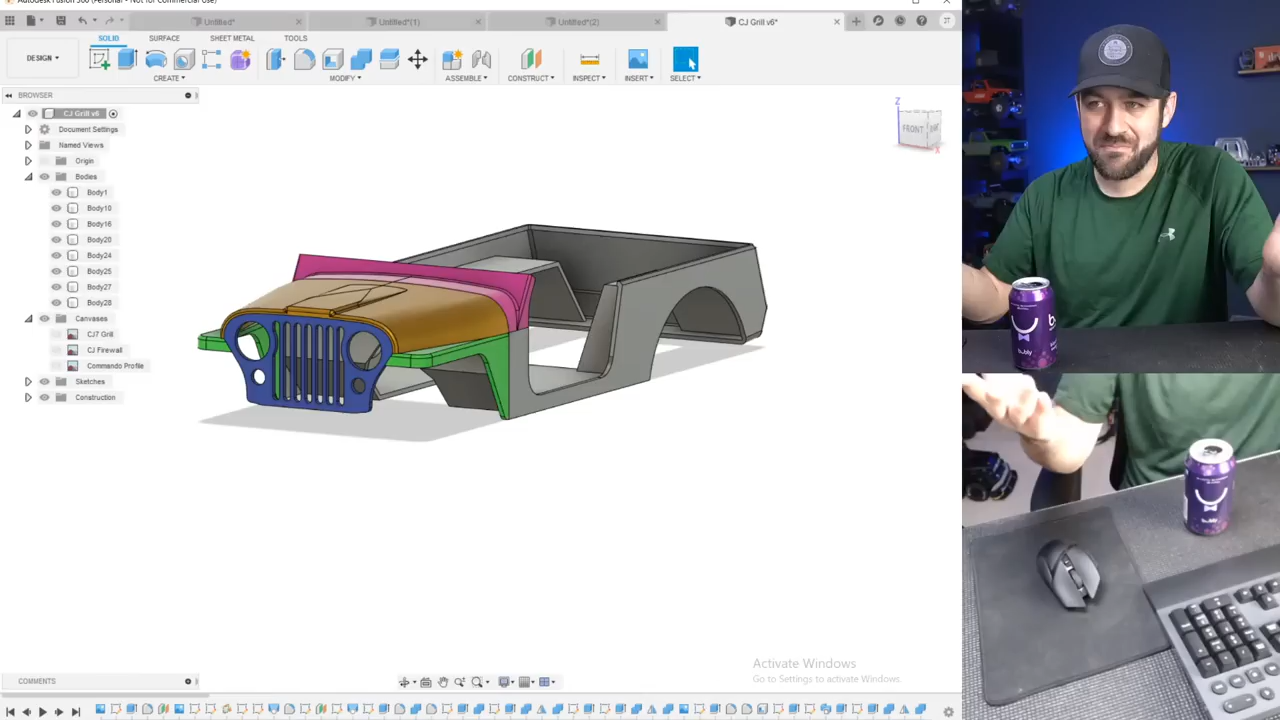 Autodesk Fusion 360 (Personal - Not for Commercial Use)
Untitled*
Untitled*(1)
Untitled*(2)
CJ Grill v6*
JT
SOLID
SURFACE
SHEET METAL
TOOLS
DESIGN
CREATE
MODIFY
ASSEMBLE
CONSTRUCT
INSPECT
INSERT
SELECT
BROWSER
CJ Grill v6
Document Settings
Named Views
Origin
Bodies
Body1
Body10
Body16
Body20
Body24
Body25
Body27
Body28
Canvases
CJ7 Grill
CJ Firewall
Commando Profile
Sketches
Construction
Z
FRONT
X
Activate Windows
Go to Settings to activate Windows.
COMMENTS
bubly